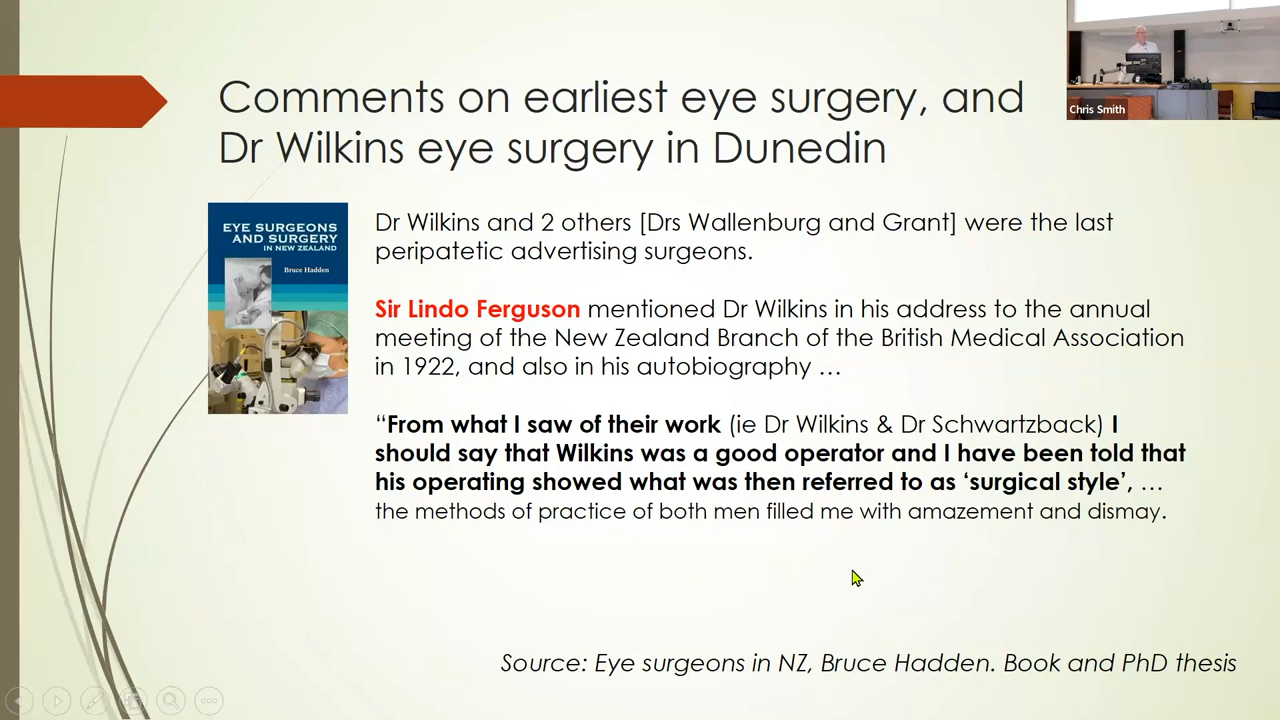 Comments on earliest eye surgery, and
Dr Wilkins eye surgery in Dunedin
Chris Smith
EYE SURGEONS
AND SURGERY
IN NEW ZEALAND
Bruce Hadden
Dr Wilkins and 2 others [Drs Wallenburg and Grant] were the last
peripatetic advertising surgeons.
Sir Lindo Ferguson mentioned Dr Wilkins in his address to the annual
meeting of the New Zealand Branch of the British Medical Association
in 1922, and also in his autobiography …
“From what I saw of their work (ie Dr Wilkins & Dr Schwartzback) I
should say that Wilkins was a good operator and I have been told that
his operating showed what was then referred to as ‘surgical style’, …
the methods of practice of both men filled me with amazement and dismay.
Source: Eye surgeons in NZ, Bruce Hadden. Book and PhD thesis